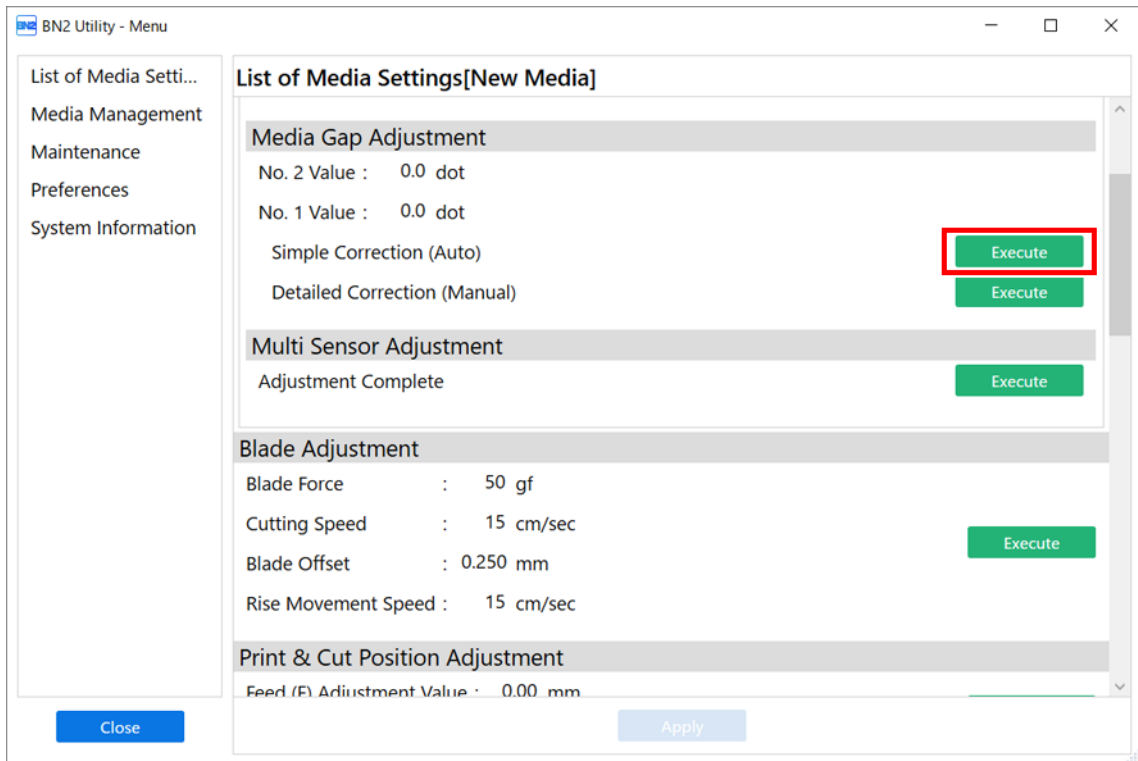 BN2 BN2 Utility - Menu
List of Media Setti...
Media Management
Maintenance
Preferences
System Information
Close
List of Media Settings[New Media]
Media Gap Adjustment
No. 2 Value : 0.0 dot
No. 1 Value : 0.0 dot
Simple Correction (Auto) Execute
Detailed Correction (Manual) Execute
Multi Sensor Adjustment
Adjustment Complete Execute
Blade Adjustment
Blade Force : 50 gf
Cutting Speed : 15 cm/sec
Execute
Blade Offset : 0.250 mm
Rise Movement Speed : 15 cm/sec
Print & Cut Position Adjustment
Feed (F) Adjustment Value : 0.00 mm
Apply